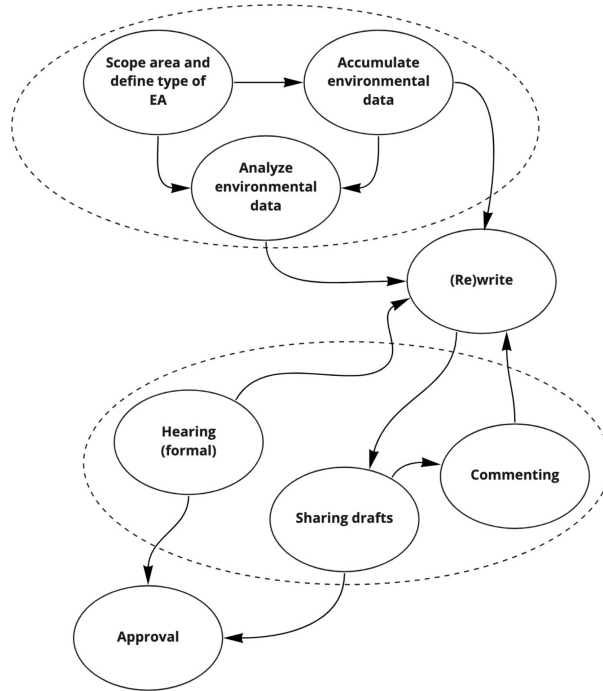 Scope area and
define type of
EA
Accumulate
environmental
data
Analyze
environmental
data
(Re)write
Hearing
(formal)
Commenting
Sharing drafts
Approval